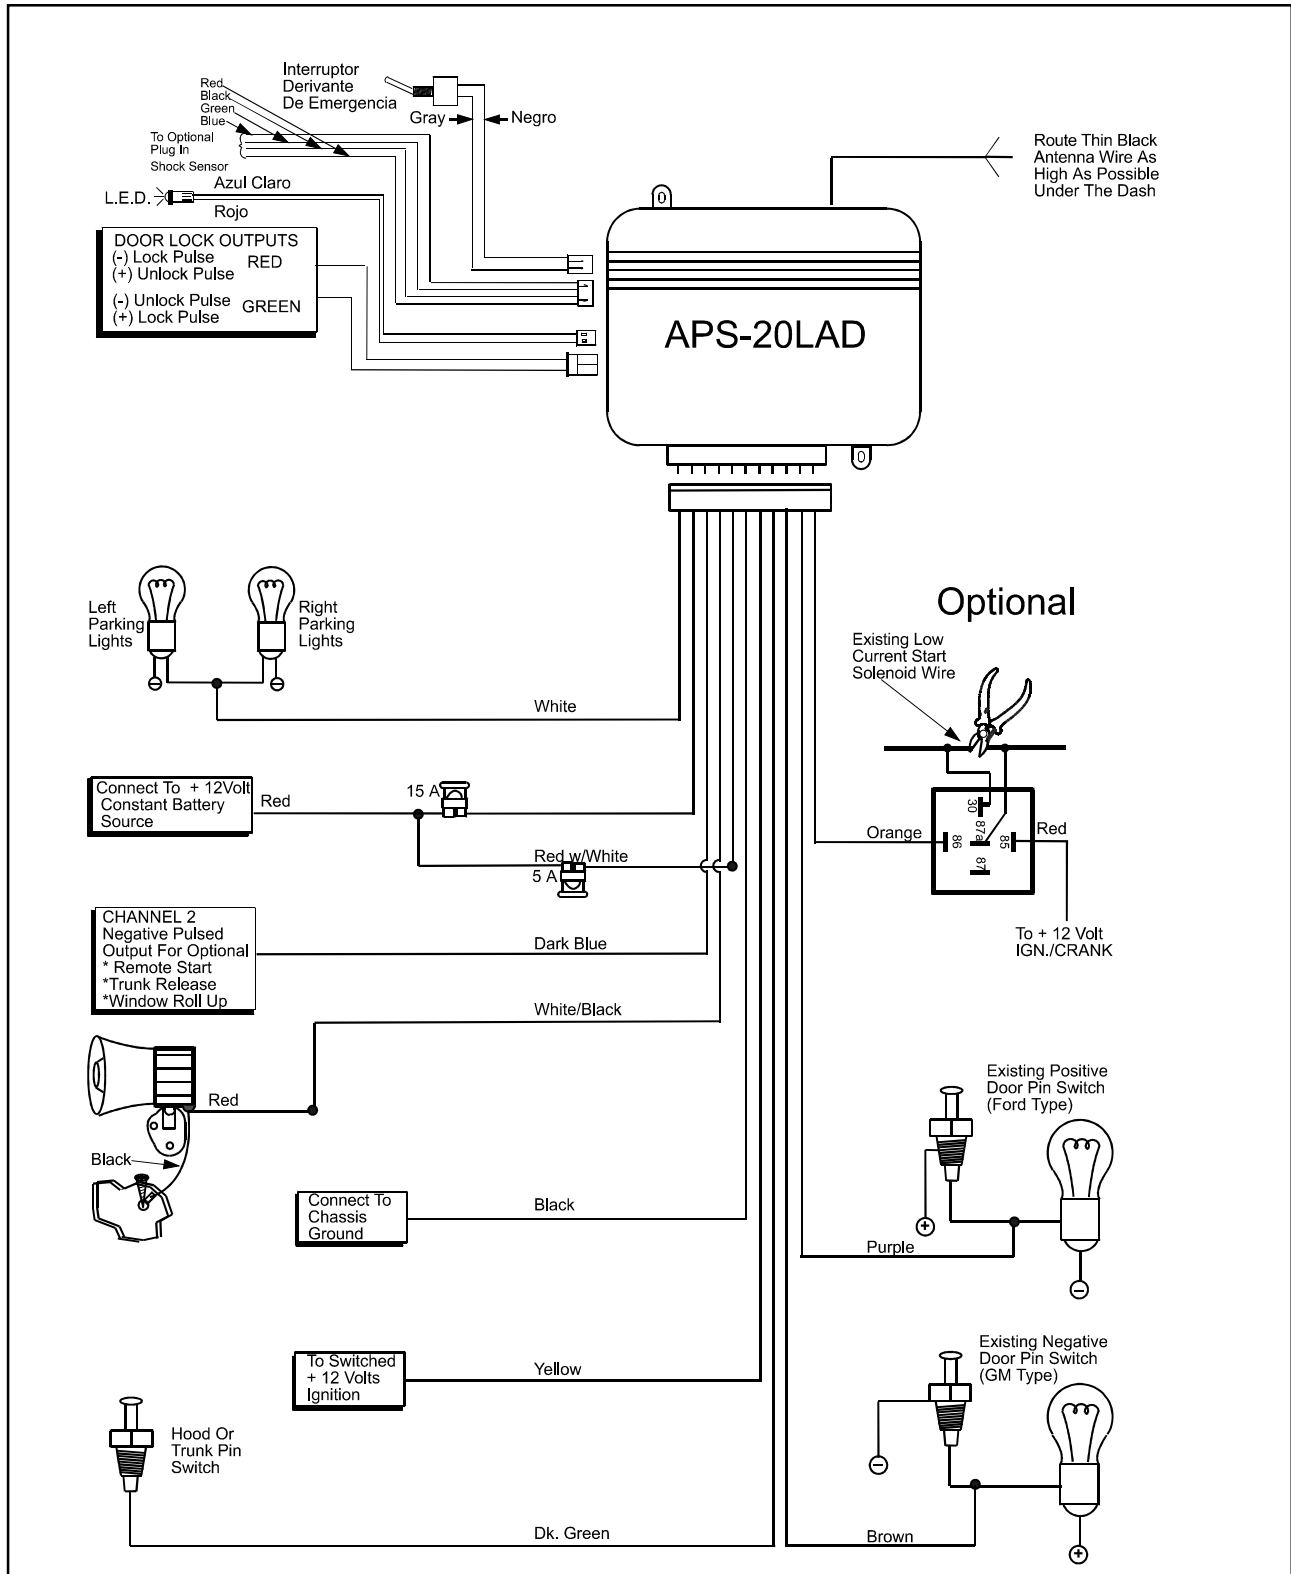 Interruptor
Derivante
De Emergencia
Gray
Negro
Red
Black
Green
Blue
To Optional
Plug In
Shock Sensor
Azul Claro
L.E.D.
Rojo
DOOR LOCK OUTPUTS
(-) Lock Pulse
(+) Unlock Pulse
RED
(-) Unlock Pulse
(+) Lock Pulse
GREEN
Route Thin Black
Antenna Wire As
High As Possible
Under The Dash
APS-20LAD
Left
Parking
Lights
Right
Parking
Lights
White
Optional
Existing Low
Current Start
Solenoid Wire
Connect To + 12Volt
Constant Battery
Source
Red
15 A
Red w/White
5 A
Orange
30
87a
86
85
87
Red
To + 12 Volt
IGN./CRANK
CHANNEL 2
Negative Pulsed
Output For Optional
* Remote Start
*Trunk Release
*Window Roll Up
Dark Blue
White/Black
Red
Black
Connect To
Chassis
Ground
Black
Existing Positive
Door Pin Switch
(Ford Type)
Purple
To Switched
+ 12 Volts
Ignition
Yellow
Existing Negative
Door Pin Switch
(GM Type)
Hood Or
Trunk Pin
Switch
Dk. Green
Brown